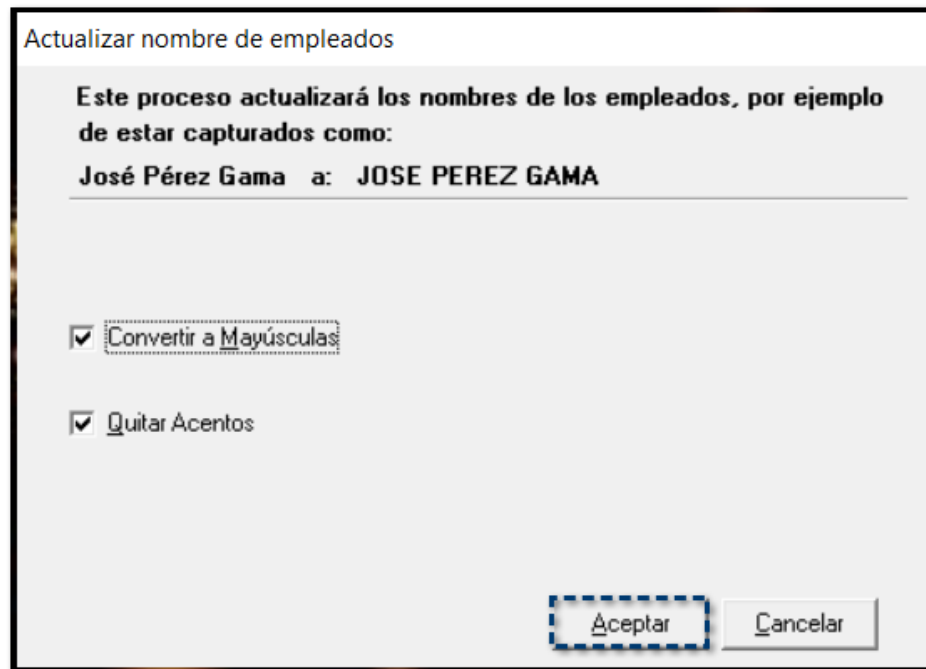 Actualizar nombre de empleados
Este proceso actualizará los nombres de los empleados, por ejemplo
de estar capturados como:
José Pérez Gama a: JOSE PEREZ GAMA
Convertir a Mayúsculas
Quitar Acentos
Aceptar Cancelar